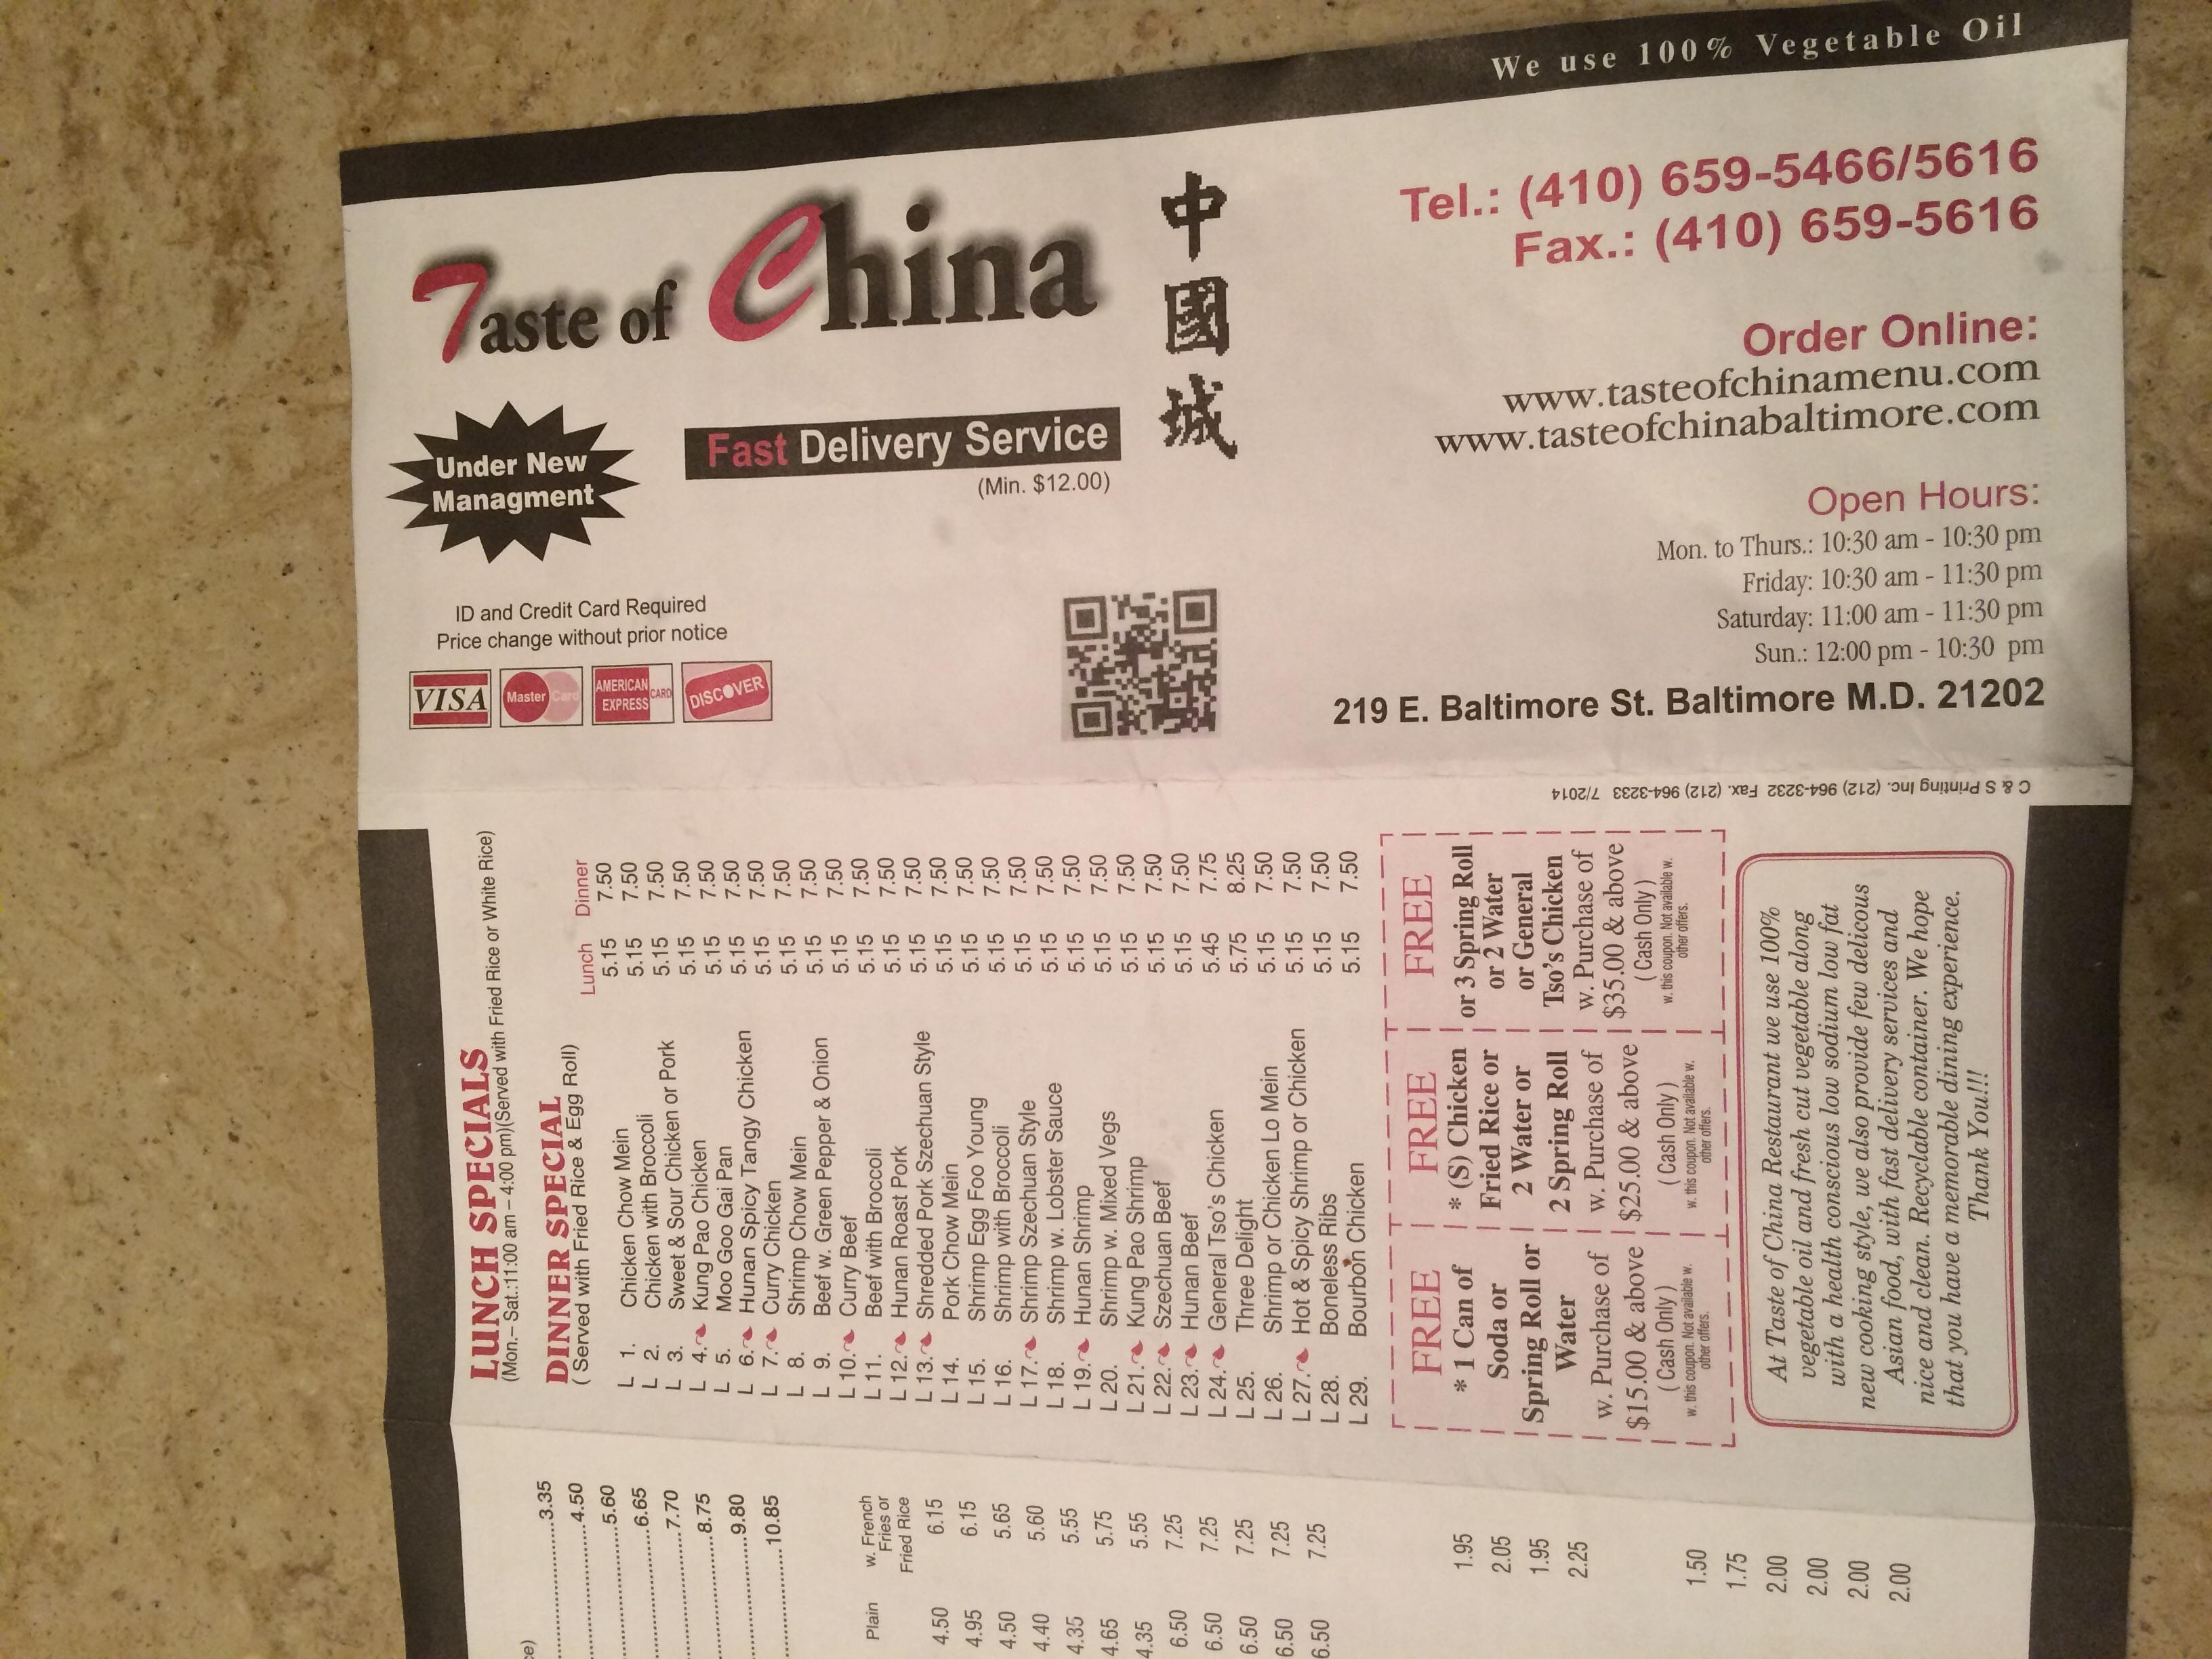 We use 100% Vegetable Oil
Taste of China
中國城
Under New
Managment
Fast Delivery Service
(Min. $12.00)
ID and Credit Card Required
Price change without prior notice
VISA
Master Card
AMERICAN EXPRESS CARD
DISCOVER
Tel.: (410) 659-5466/5616
Fax.: (410) 659-5616
Order Online:
www.tasteofchinamenu.com
www.tasteofchinabaltimore.com
Open Hours:
Mon. to Thurs.: 10:30 am - 10:30 pm
Friday: 10:30 am - 11:30 pm
Saturday: 11:00 am - 11:30 pm
Sun.: 12:00 pm - 10:30 pm
219 E. Baltimore St. Baltimore M.D. 21202
C & S Printing Inc. (212) 964-3232 Fax. (212) 964-3233 7/2014
LUNCH SPECIALS
(Mon.– Sat.:11:00 am – 4:00 pm)(Served with Fried Rice or White Rice)
DINNER SPECIAL
( Served with Fried Rice & Egg Roll)
Lunch Dinner
L 1. Chicken Chow Mein 5.15 7.50
L 2. Chicken with Broccoli 5.15 7.50
L 3. Sweet & Sour Chicken or Pork 5.15 7.50
L 4. Kung Pao Chicken 5.15 7.50
L 5. Moo Goo Gai Pan 5.15 7.50
L 6. Hunan Spicy Tangy Chicken 5.15 7.50
L 7. Curry Chicken 5.15 7.50
L 8. Shrimp Chow Mein 5.15 7.50
L 9. Beef w. Green Pepper & Onion 5.15 7.50
L 10. Curry Beef 5.15 7.50
L 11. Beef with Broccoli 5.15 7.50
L 12. Hunan Roast Pork 5.15 7.50
L 13. Shredded Pork Szechuan Style 5.15 7.50
L 14. Pork Chow Mein 5.15 7.50
L 15. Shrimp Egg Foo Young 5.15 7.50
L 16. Shrimp with Broccoli 5.15 7.50
L 17. Shrimp Szechuan Style 5.15 7.50
L 18. Shrimp w. Lobster Sauce 5.15 7.50
L 19. Hunan Shrimp 5.15 7.50
L 20. Shrimp w. Mixed Vegs 5.15 7.50
L 21. Kung Pao Shrimp 5.15 7.50
L 22. Szechuan Beef 5.15 7.50
L 23. Hunan Beef 5.15 7.50
L 24. General Tso's Chicken 5.45 7.75
L 25. Three Delight 5.75 8.25
L 26. Shrimp or Chicken Lo Mein 5.15 7.50
L 27. Hot & Spicy Shrimp or Chicken 5.15 7.50
L 28. Boneless Ribs 5.15 7.50
L 29. Bourbon Chicken 5.15 7.50
FREE
* 1 Can of
Soda or
Spring Roll or
Water
w. Purchase of
$15.00 & above
( Cash Only )
w. this coupon. Not available w.
other offers.
FREE
* (S) Chicken
Fried Rice or
2 Water or
2 Spring Roll
w. Purchase of
$25.00 & above
( Cash Only )
w. this coupon. Not available w.
other offers.
FREE
or 3 Spring Roll
or 2 Water
or General
Tso's Chicken
w. Purchase of
$35.00 & above
( Cash Only )
w. this coupon. Not available w.
other offers.
At Taste of China Restaurant we use 100%
vegetable oil and fresh cut vegetable along
with a health conscious low sodium low fat
new cooking style, we also provide few delicous
Asian food, with fast delivery services and
nice and clean. Recyclable container. We hope
that you have a memorable dining experience.
Thank You!!!
ce)
3.35
4.50
5.60
6.65
7.70
8.75
9.80
10.85
Plain w. French
Fries or
Fried Rice
4.50 6.15
4.95 6.15
4.50 5.65
4.40 5.60
4.35 5.55
4.65 5.75
4.35 5.55
6.50 7.25
6.50 7.25
6.50 7.25
6.50 7.25
6.50 7.25
1.95
2.05
1.95
2.25
1.50
1.75
2.00
2.00
2.00
2.00